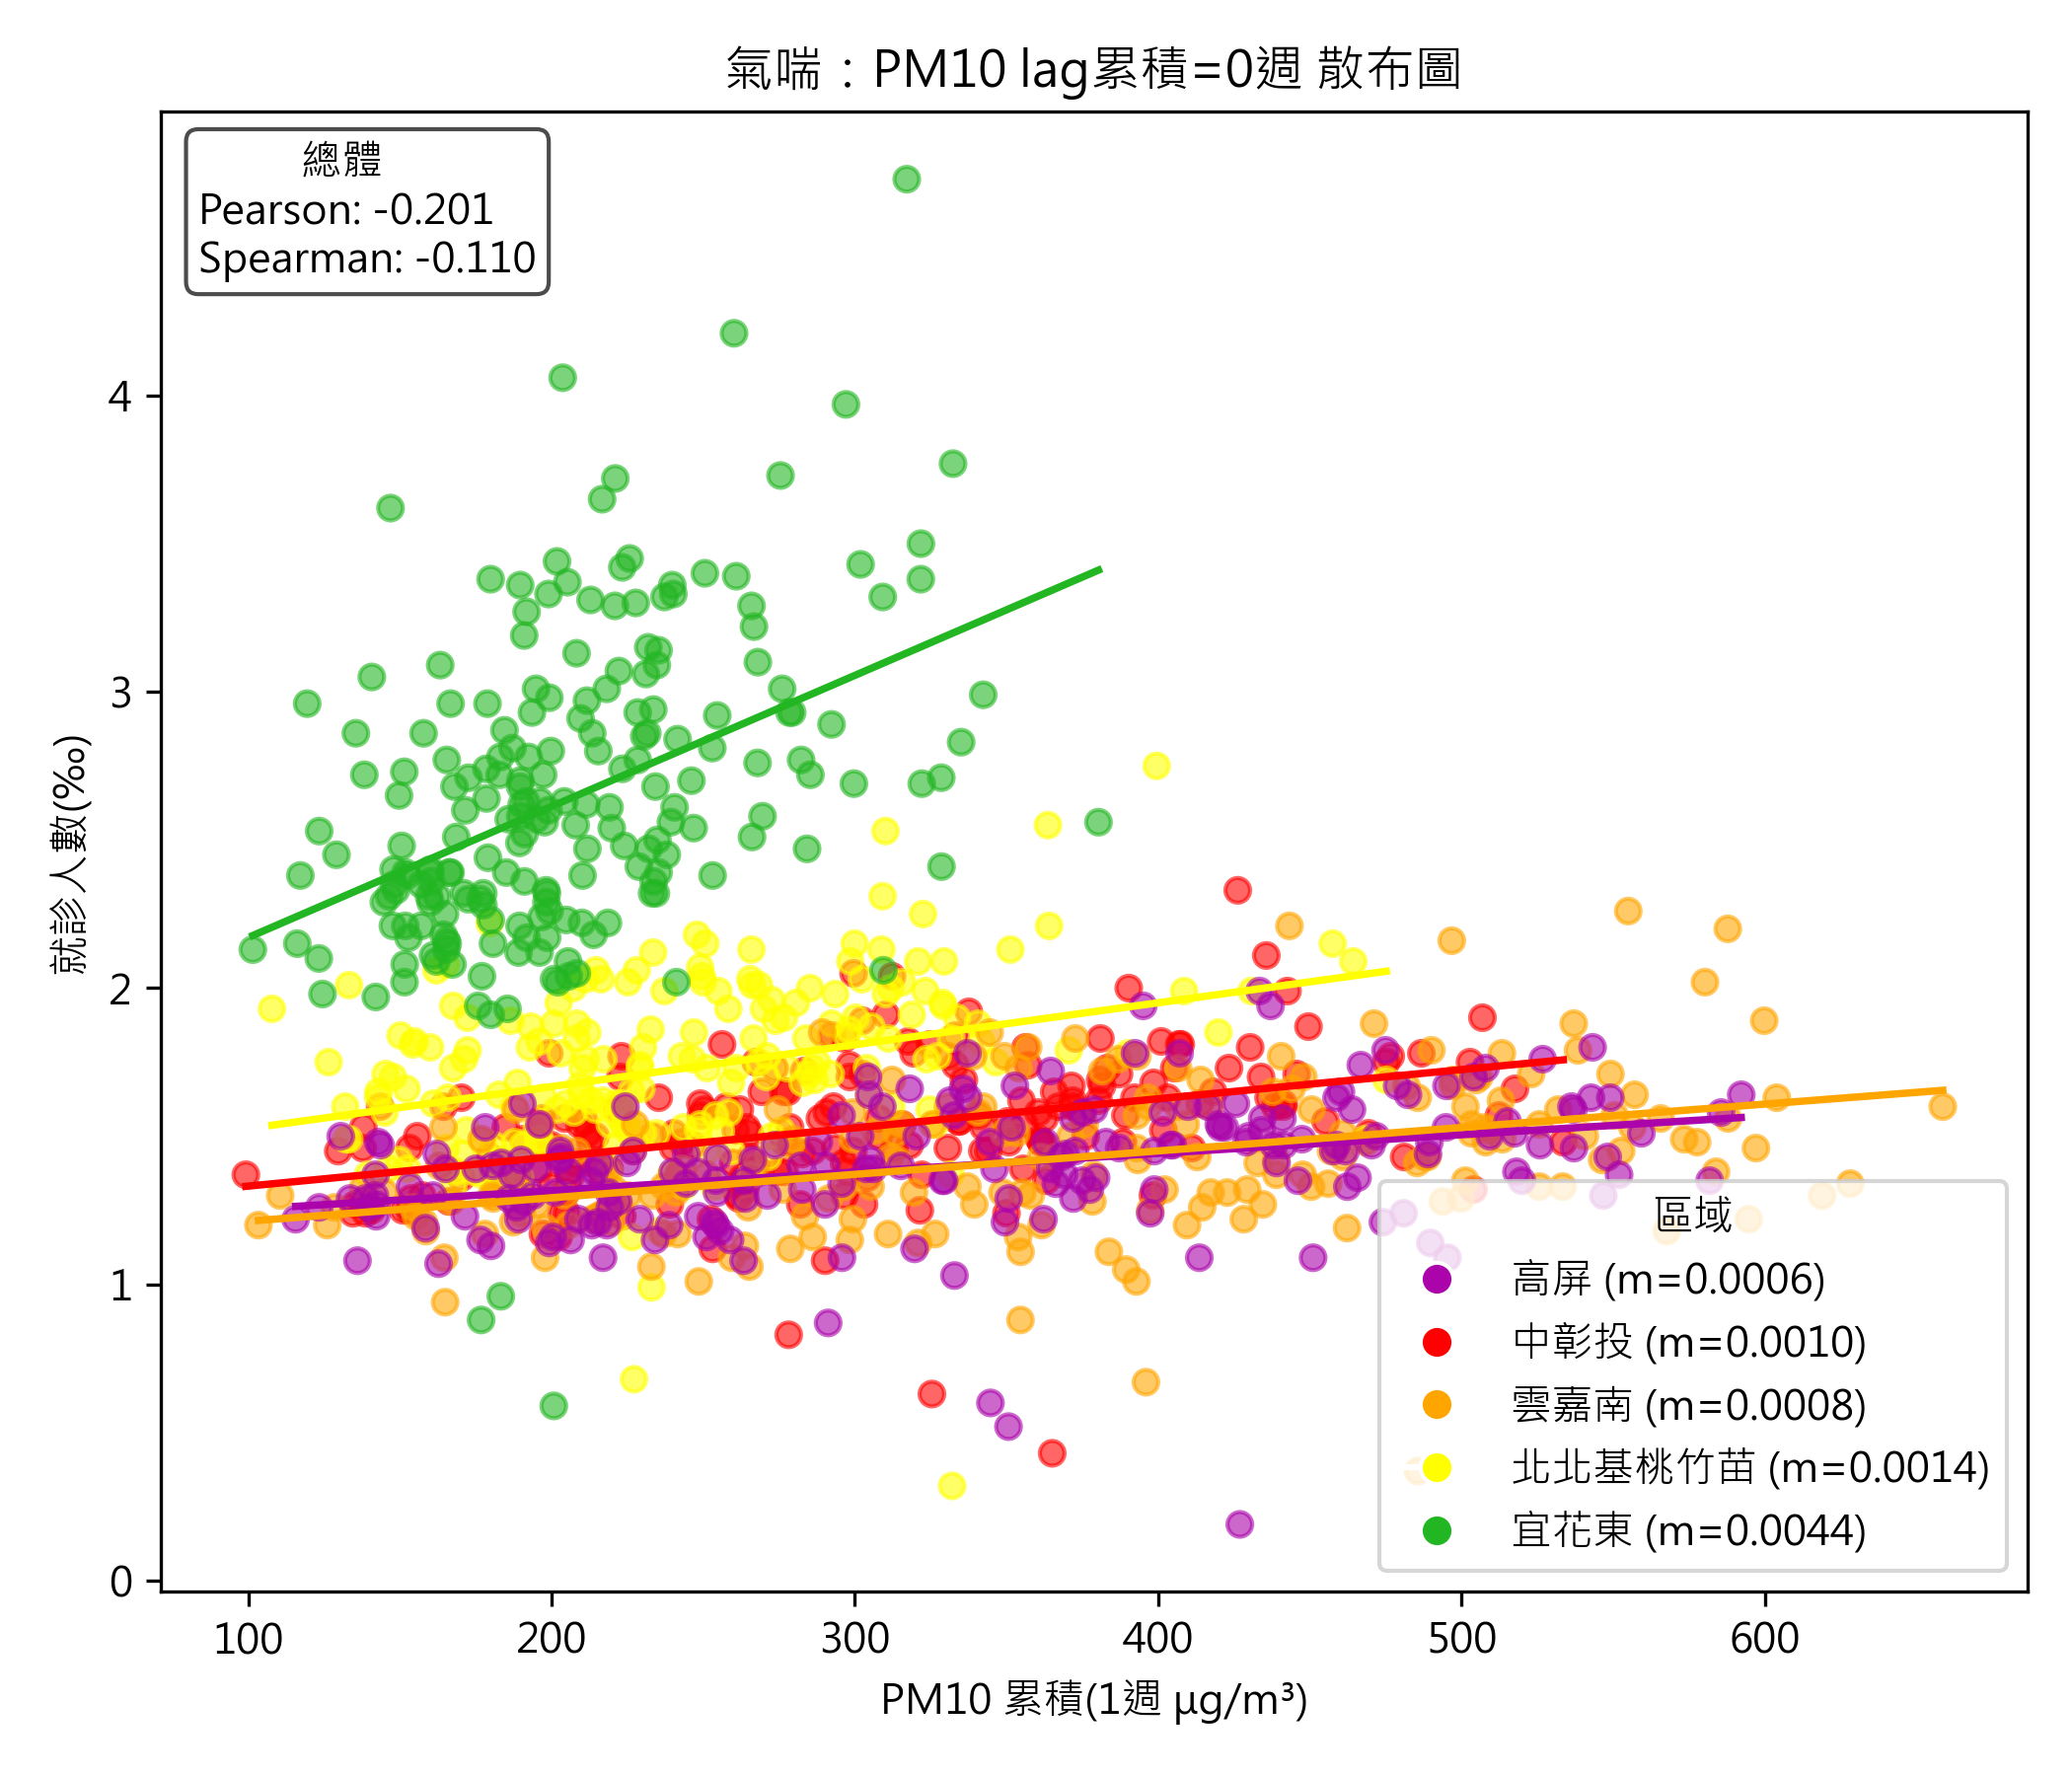 氣喘：PM10 lag累積=0週 散布圖
總體
Pearson: -0.201
Spearman: -0.110
就診人數(‰)
4
3
2
1
0
區域
高屏 (m=0.0006)
中彰投 (m=0.0010)
雲嘉南 (m=0.0008)
北北基桃竹苗 (m=0.0014)
宜花東 (m=0.0044)
100 200 300 400 500 600
PM10 累積(1週 μg/m³)